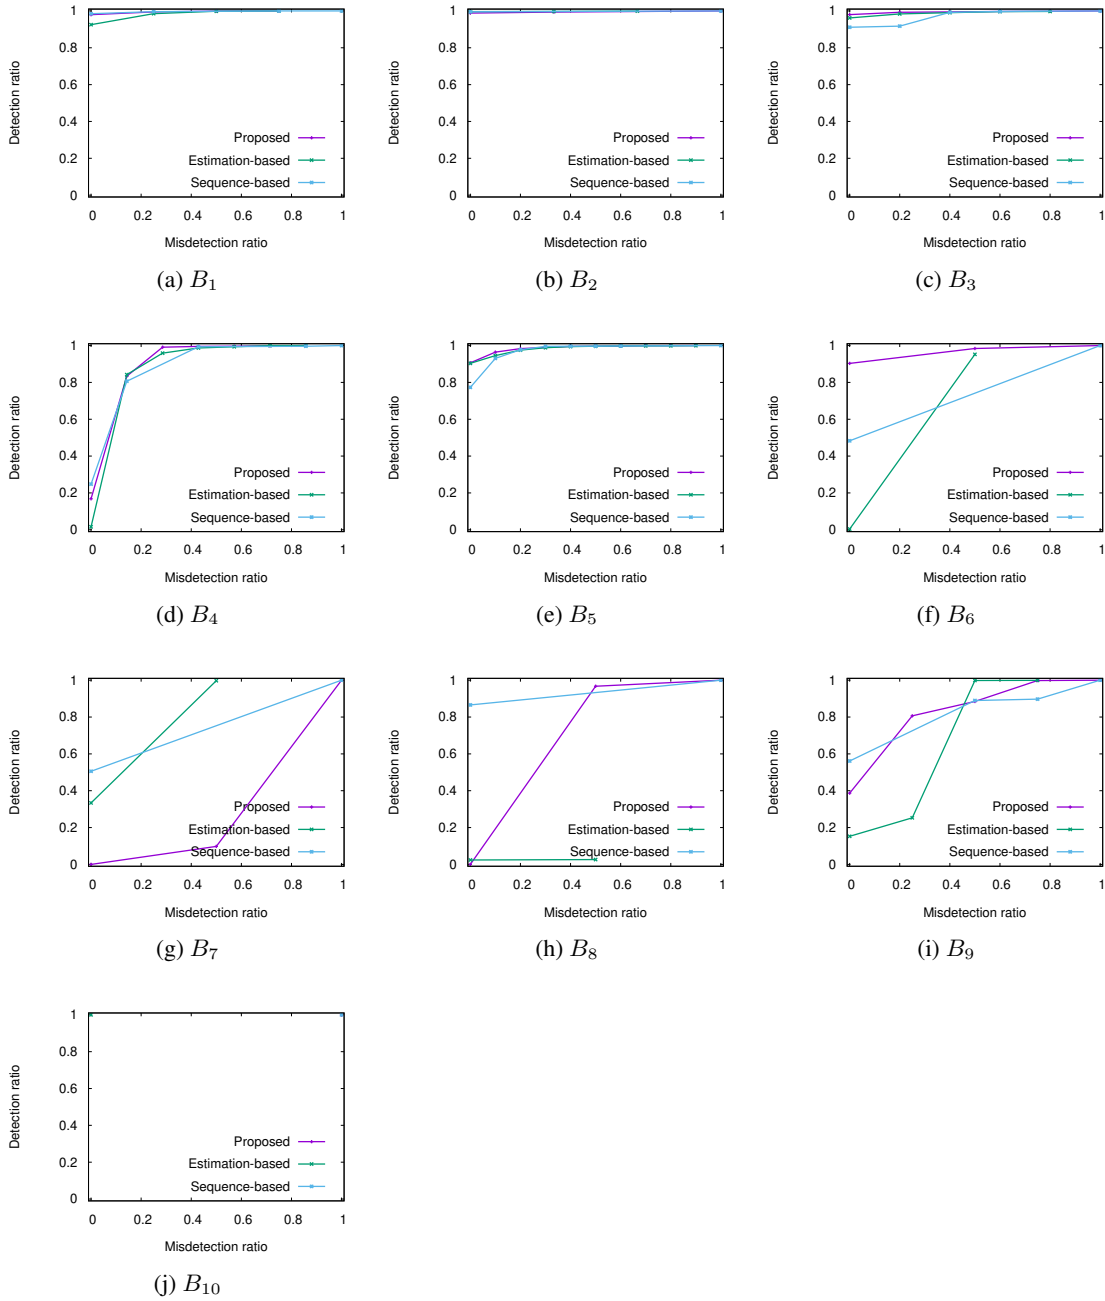 1
0.8
0.6
0.4
0.2
0
Detection ratio
Proposed
Estimation-based
Sequence-based
0 0.2 0.4 0.6 0.8 1
Misdetection ratio
(a) B1
1
0.8
0.6
0.4
0.2
0
Detection ratio
Proposed
Estimation-based
Sequence-based
0 0.2 0.4 0.6 0.8 1
Misdetection ratio
(b) B2
1
0.8
0.6
0.4
0.2
0
Detection ratio
Proposed
Estimation-based
Sequence-based
0 0.2 0.4 0.6 0.8 1
Misdetection ratio
(c) B3
1
0.8
0.6
0.4
0.2
0
Detection ratio
Proposed
Estimation-based
Sequence-based
0 0.2 0.4 0.6 0.8 1
Misdetection ratio
(d) B4
1
0.8
0.6
0.4
0.2
0
Detection ratio
Proposed
Estimation-based
Sequence-based
0 0.2 0.4 0.6 0.8 1
Misdetection ratio
(e) B5
1
0.8
0.6
0.4
0.2
0
Detection ratio
Proposed
Estimation-based
Sequence-based
0 0.2 0.4 0.6 0.8 1
Misdetection ratio
(f) B6
1
0.8
0.6
0.4
0.2
0
Detection ratio
Proposed
Estimation-based
Sequence-based
0 0.2 0.4 0.6 0.8 1
Misdetection ratio
(g) B7
1
0.8
0.6
0.4
0.2
0
Detection ratio
Proposed
Estimation-based
Sequence-based
0 0.2 0.4 0.6 0.8 1
Misdetection ratio
(h) B8
1
0.8
0.6
0.4
0.2
0
Detection ratio
Proposed
Estimation-based
Sequence-based
0 0.2 0.4 0.6 0.8 1
Misdetection ratio
(i) B9
1
0.8
0.6
0.4
0.2
0
Detection ratio
Proposed
Estimation-based
Sequence-based
0 0.2 0.4 0.6 0.8 1
Misdetection ratio
(j) B10